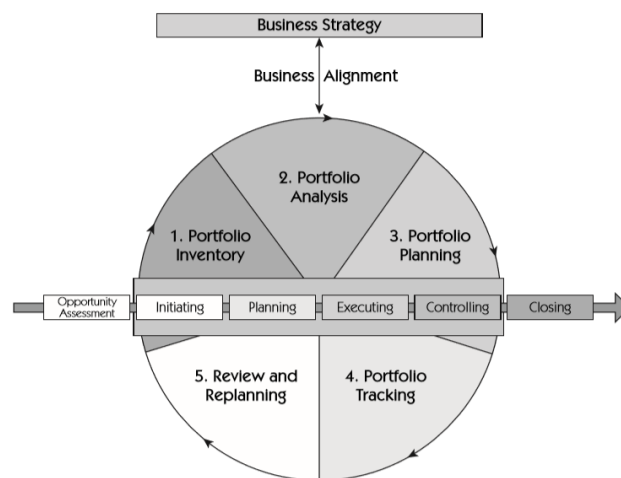 Business Strategy
Business Alignment
2. Portfolio
Analysis
1. Portfolio
Inventory
3. Portfolio
Planning
Opportunity
Assessment
Initiating
Planning
Executing
Controlling
Closing
5. Review and
Replanning
4. Portfolio
Tracking